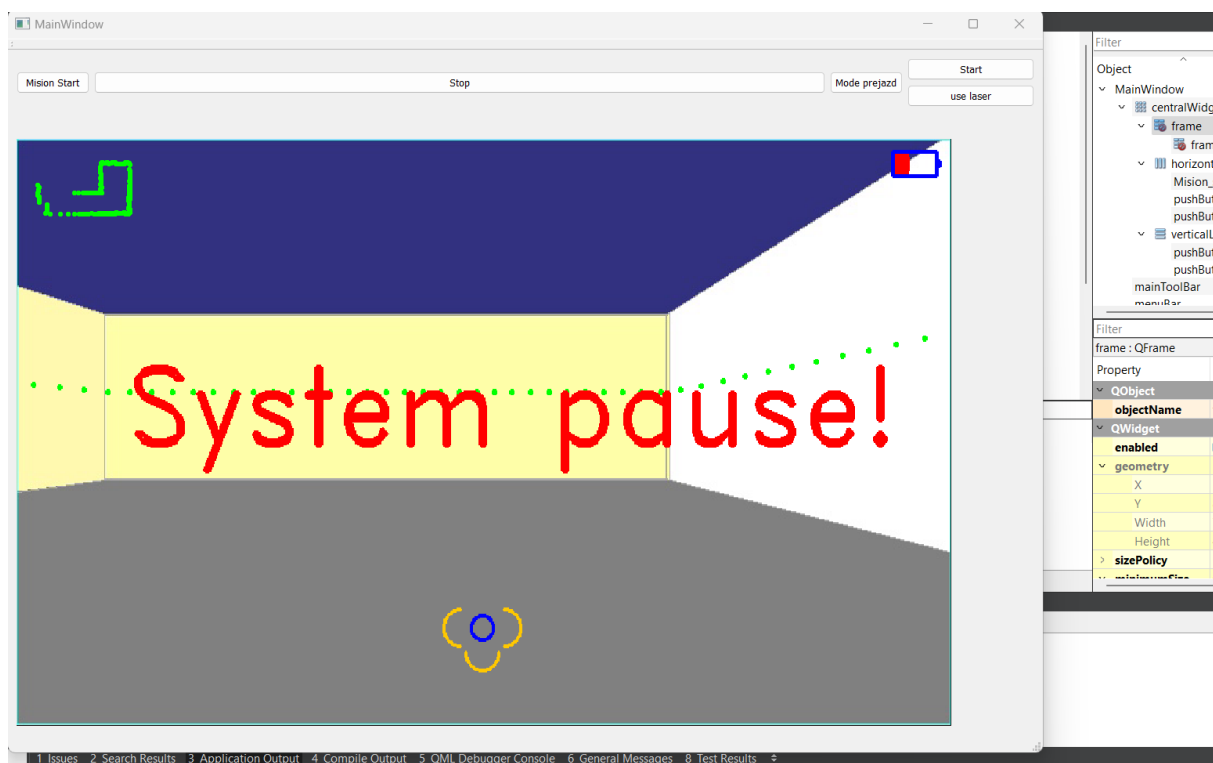 MainWindow
Mision Start
Stop
Mode prejazd
Start
use laser
System pause!
Filter
Object
MainWindow
centralWidg
frame
fram
horizont
Mision_
pushBut
pushBut
verticalL
pushBut
pushBut
mainToolBar
menuBar
Filter
frame : QFrame
Property
QObject
objectName
QWidget
enabled
geometry
X
Y
Width
Height
sizePolicy
minimumSize
1 Issues 2 Search Results 3 Application Output 4 Compile Output 5 QML Debugger Console 6 General Messages 8 Test Results